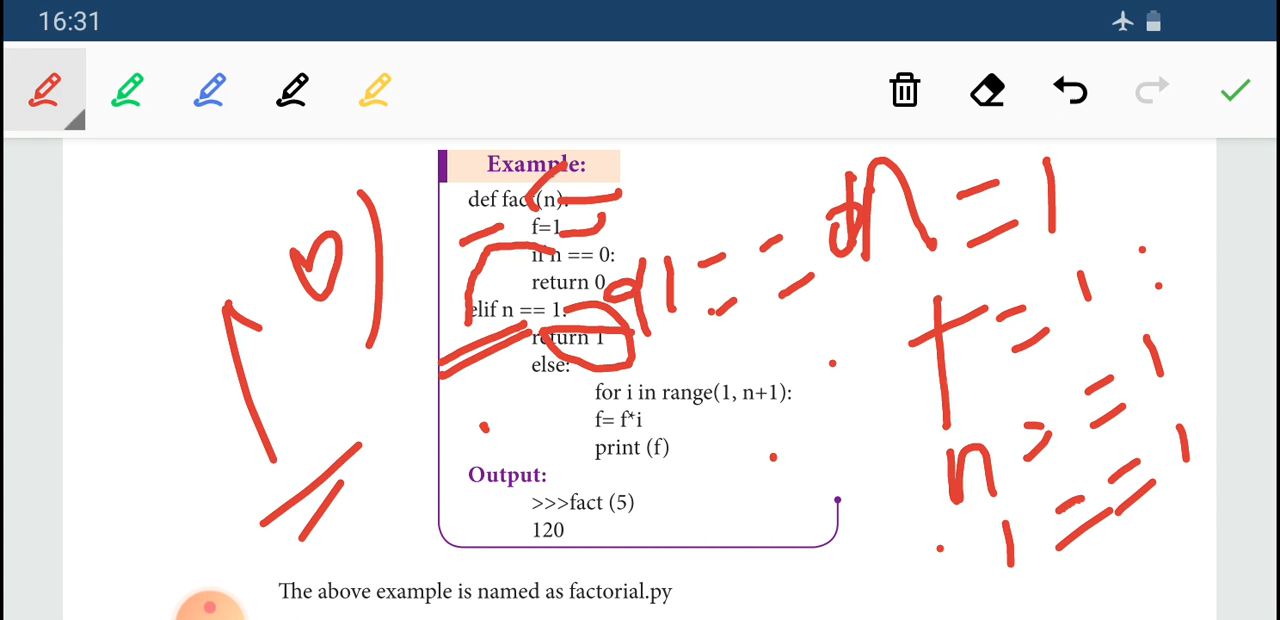 16:31
Example:
def fact(n):
f=1
if n == 0:
return 0
elif n == 1:
return 1
else:
for i in range(1, n+1):
f= f*i
print (f)
Output:
>>>fact (5)
120
The above example is named as factorial.py
n = 1